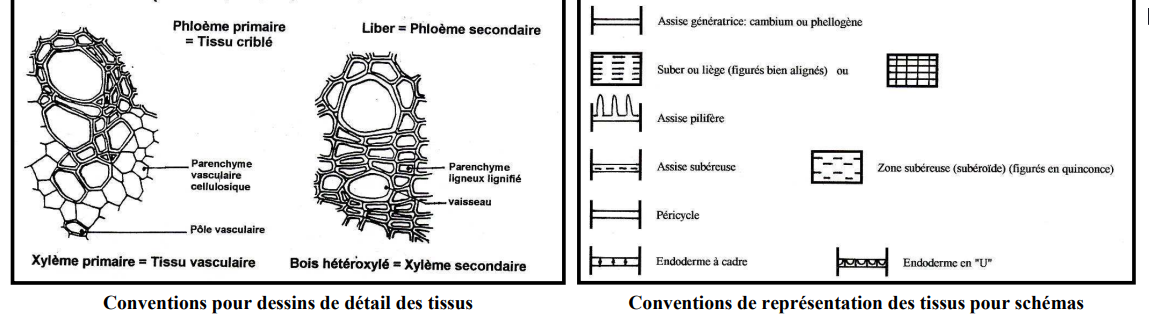 Phloème primaire
= Tissu criblé
Liber = Phloème secondaire
Parenchyme
vasculaire
cellulosique
Pôle vasculaire
Parenchyme
ligneux lignifié
vaisseau
Xylème primaire = Tissu vasculaire
Bois hétéroxylé = Xylème secondaire
Conventions pour dessins de détail des tissus
Assise génératrice: cambium ou phellogène
Suber ou liège (figurés bien alignés) ou
Assise pilifère
Assise subéreuse
Zone subéreuse (subéroïde) (figurés en quinconce)
Péricycle
Endoderme à cadre
Endoderme en "U"
Conventions de représentation des tissus pour schémas